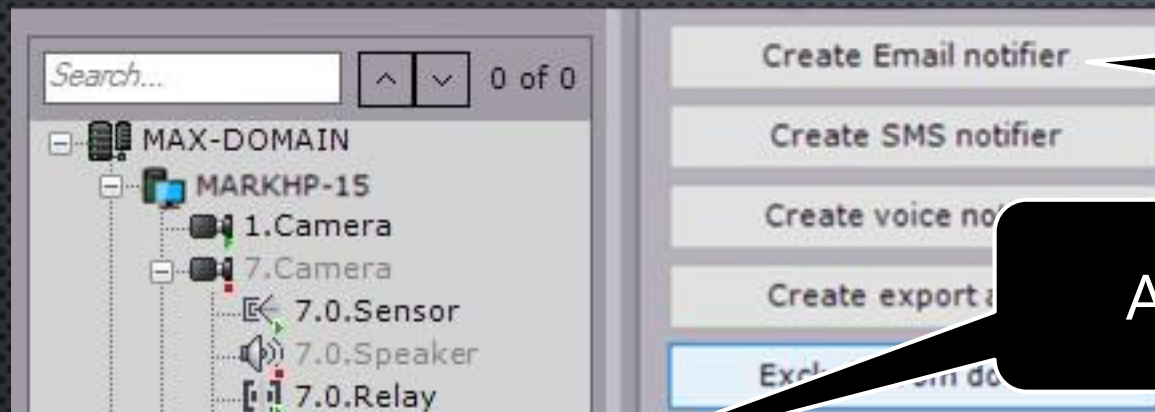 Search...
0 of 0
MAX-DOMAIN
MARKHP-15
1.Camera
7.Camera
7.0.Sensor
7.0.Speaker
7.0.Relay
Create Email notifier
Create SMS notifier
Create voice
Create export